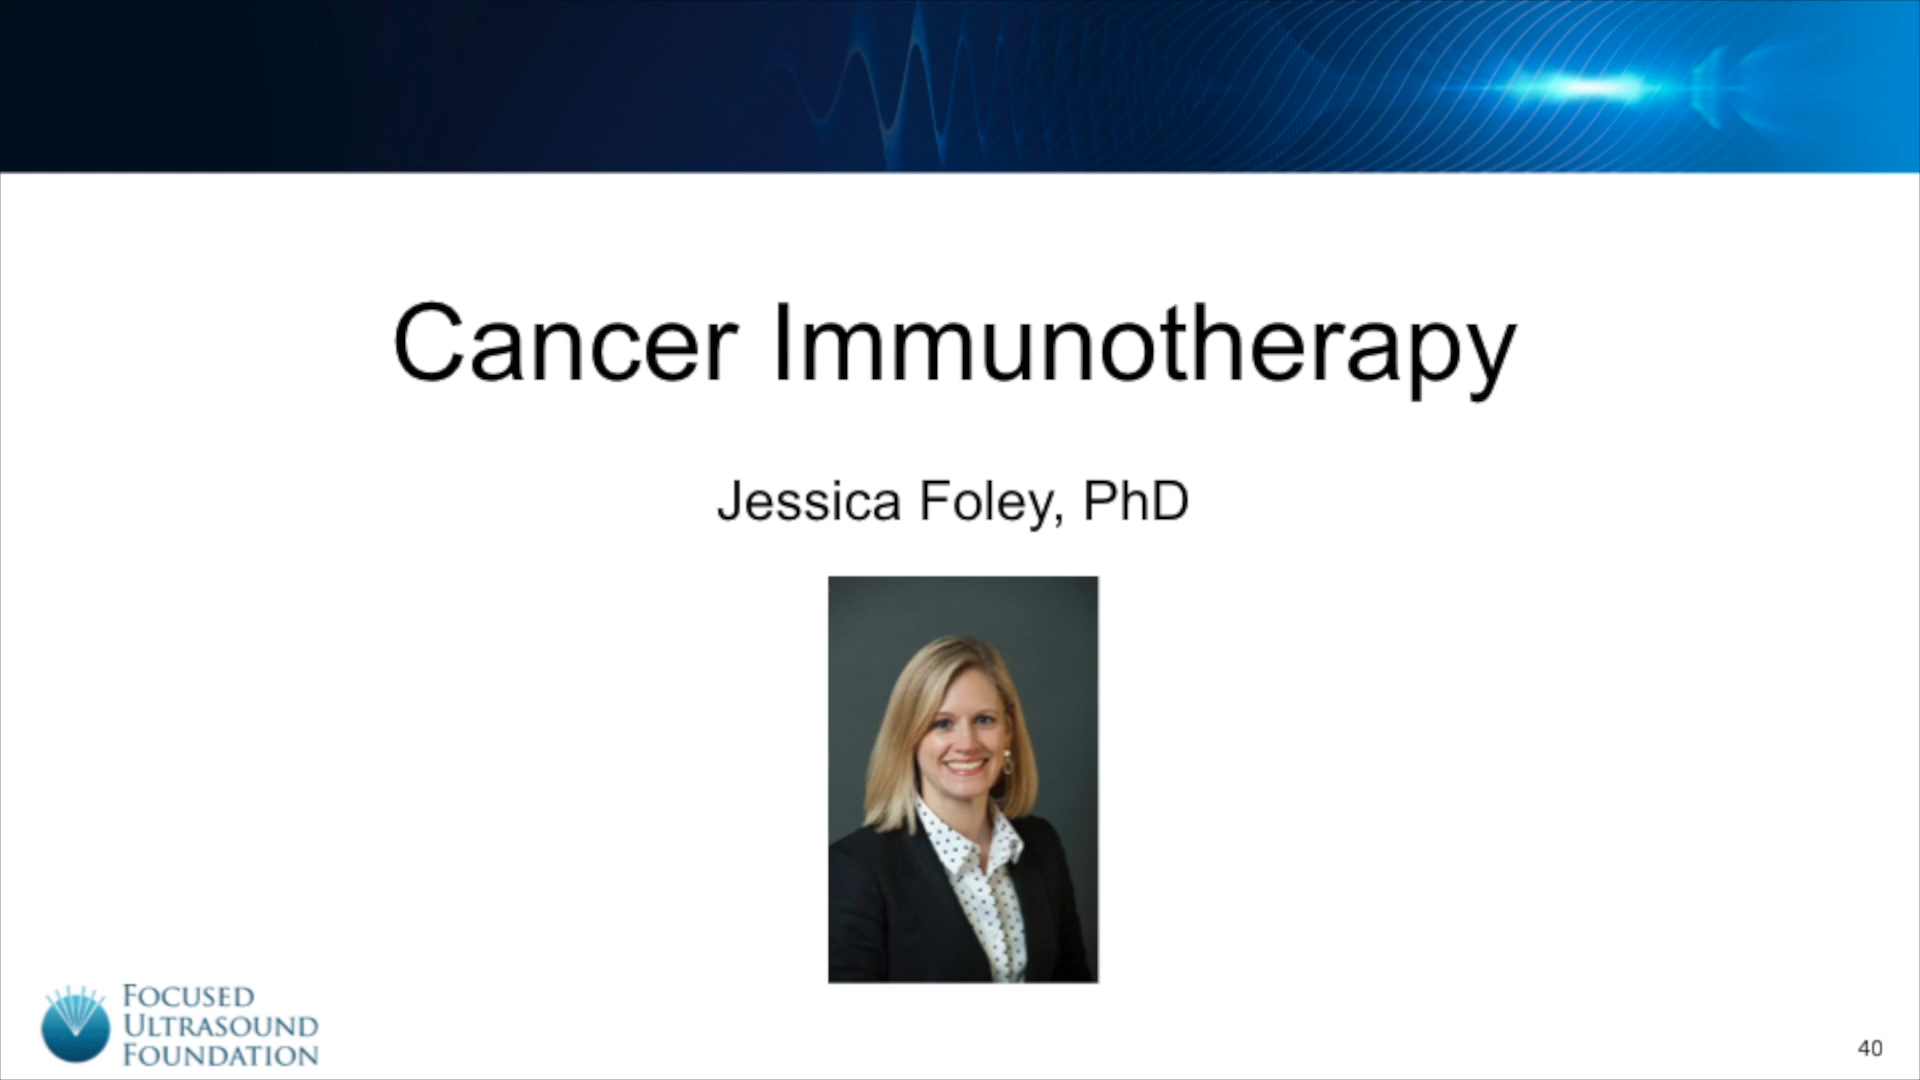 Cancer Immunotherapy
Jessica Foley, PhD
FOCUSED
ULTRASOUND
FOUNDATION
40